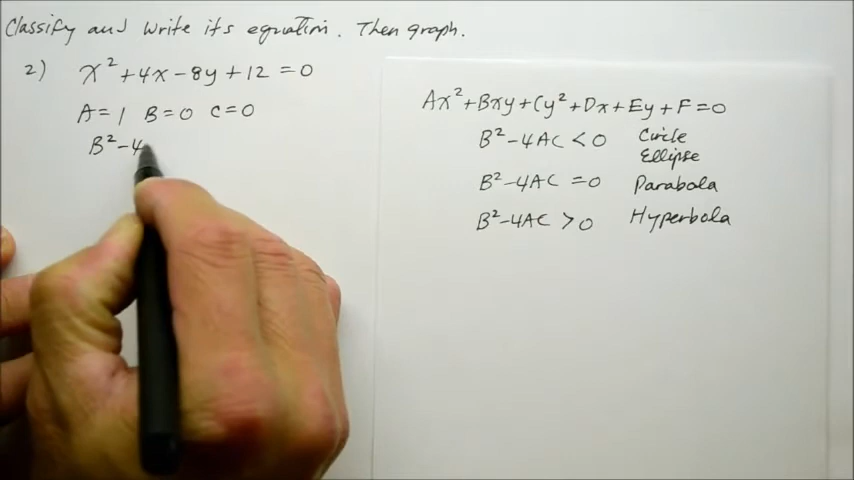 Classify and write its equation. Then graph.
2) x² + 4x - 8y + 12 = 0
A = 1 B = 0 C = 0
B² - 4
Ax² + Bxy + Cy² + Dx + Ey + F = 0
B² - 4AC < 0 Circle
Ellipse
B² - 4AC = 0 Parabola
B² - 4AC > 0 Hyperbola